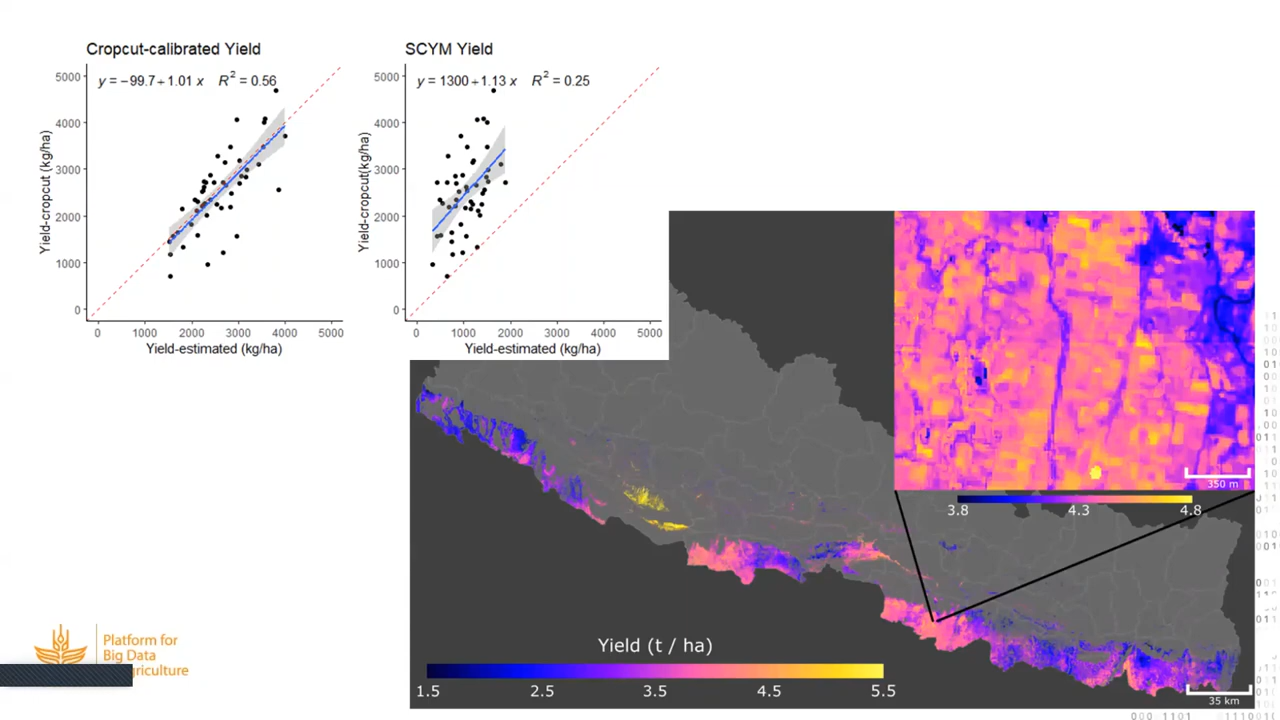 Cropcut-calibrated Yield
y = −99.7 + 1.01 x R² = 0.56
5000
4000
3000
2000
1000
0
Yield-cropcut (kg/ha)
0 1000 2000 3000 4000 5000
Yield-estimated (kg/ha)
SCYM Yield
y = 1300 + 1.13 x R² = 0.25
5000
4000
3000
2000
1000
0
Yield-cropcut(kg/ha)
0 1000 2000 3000 4000 5000
Yield-estimated (kg/ha)
350 m
3.8 4.3 4.8
Yield (t / ha)
1.5 2.5 3.5 4.5 5.5
35 km
Platform for
Big Data
griculture
000 1101 0111001